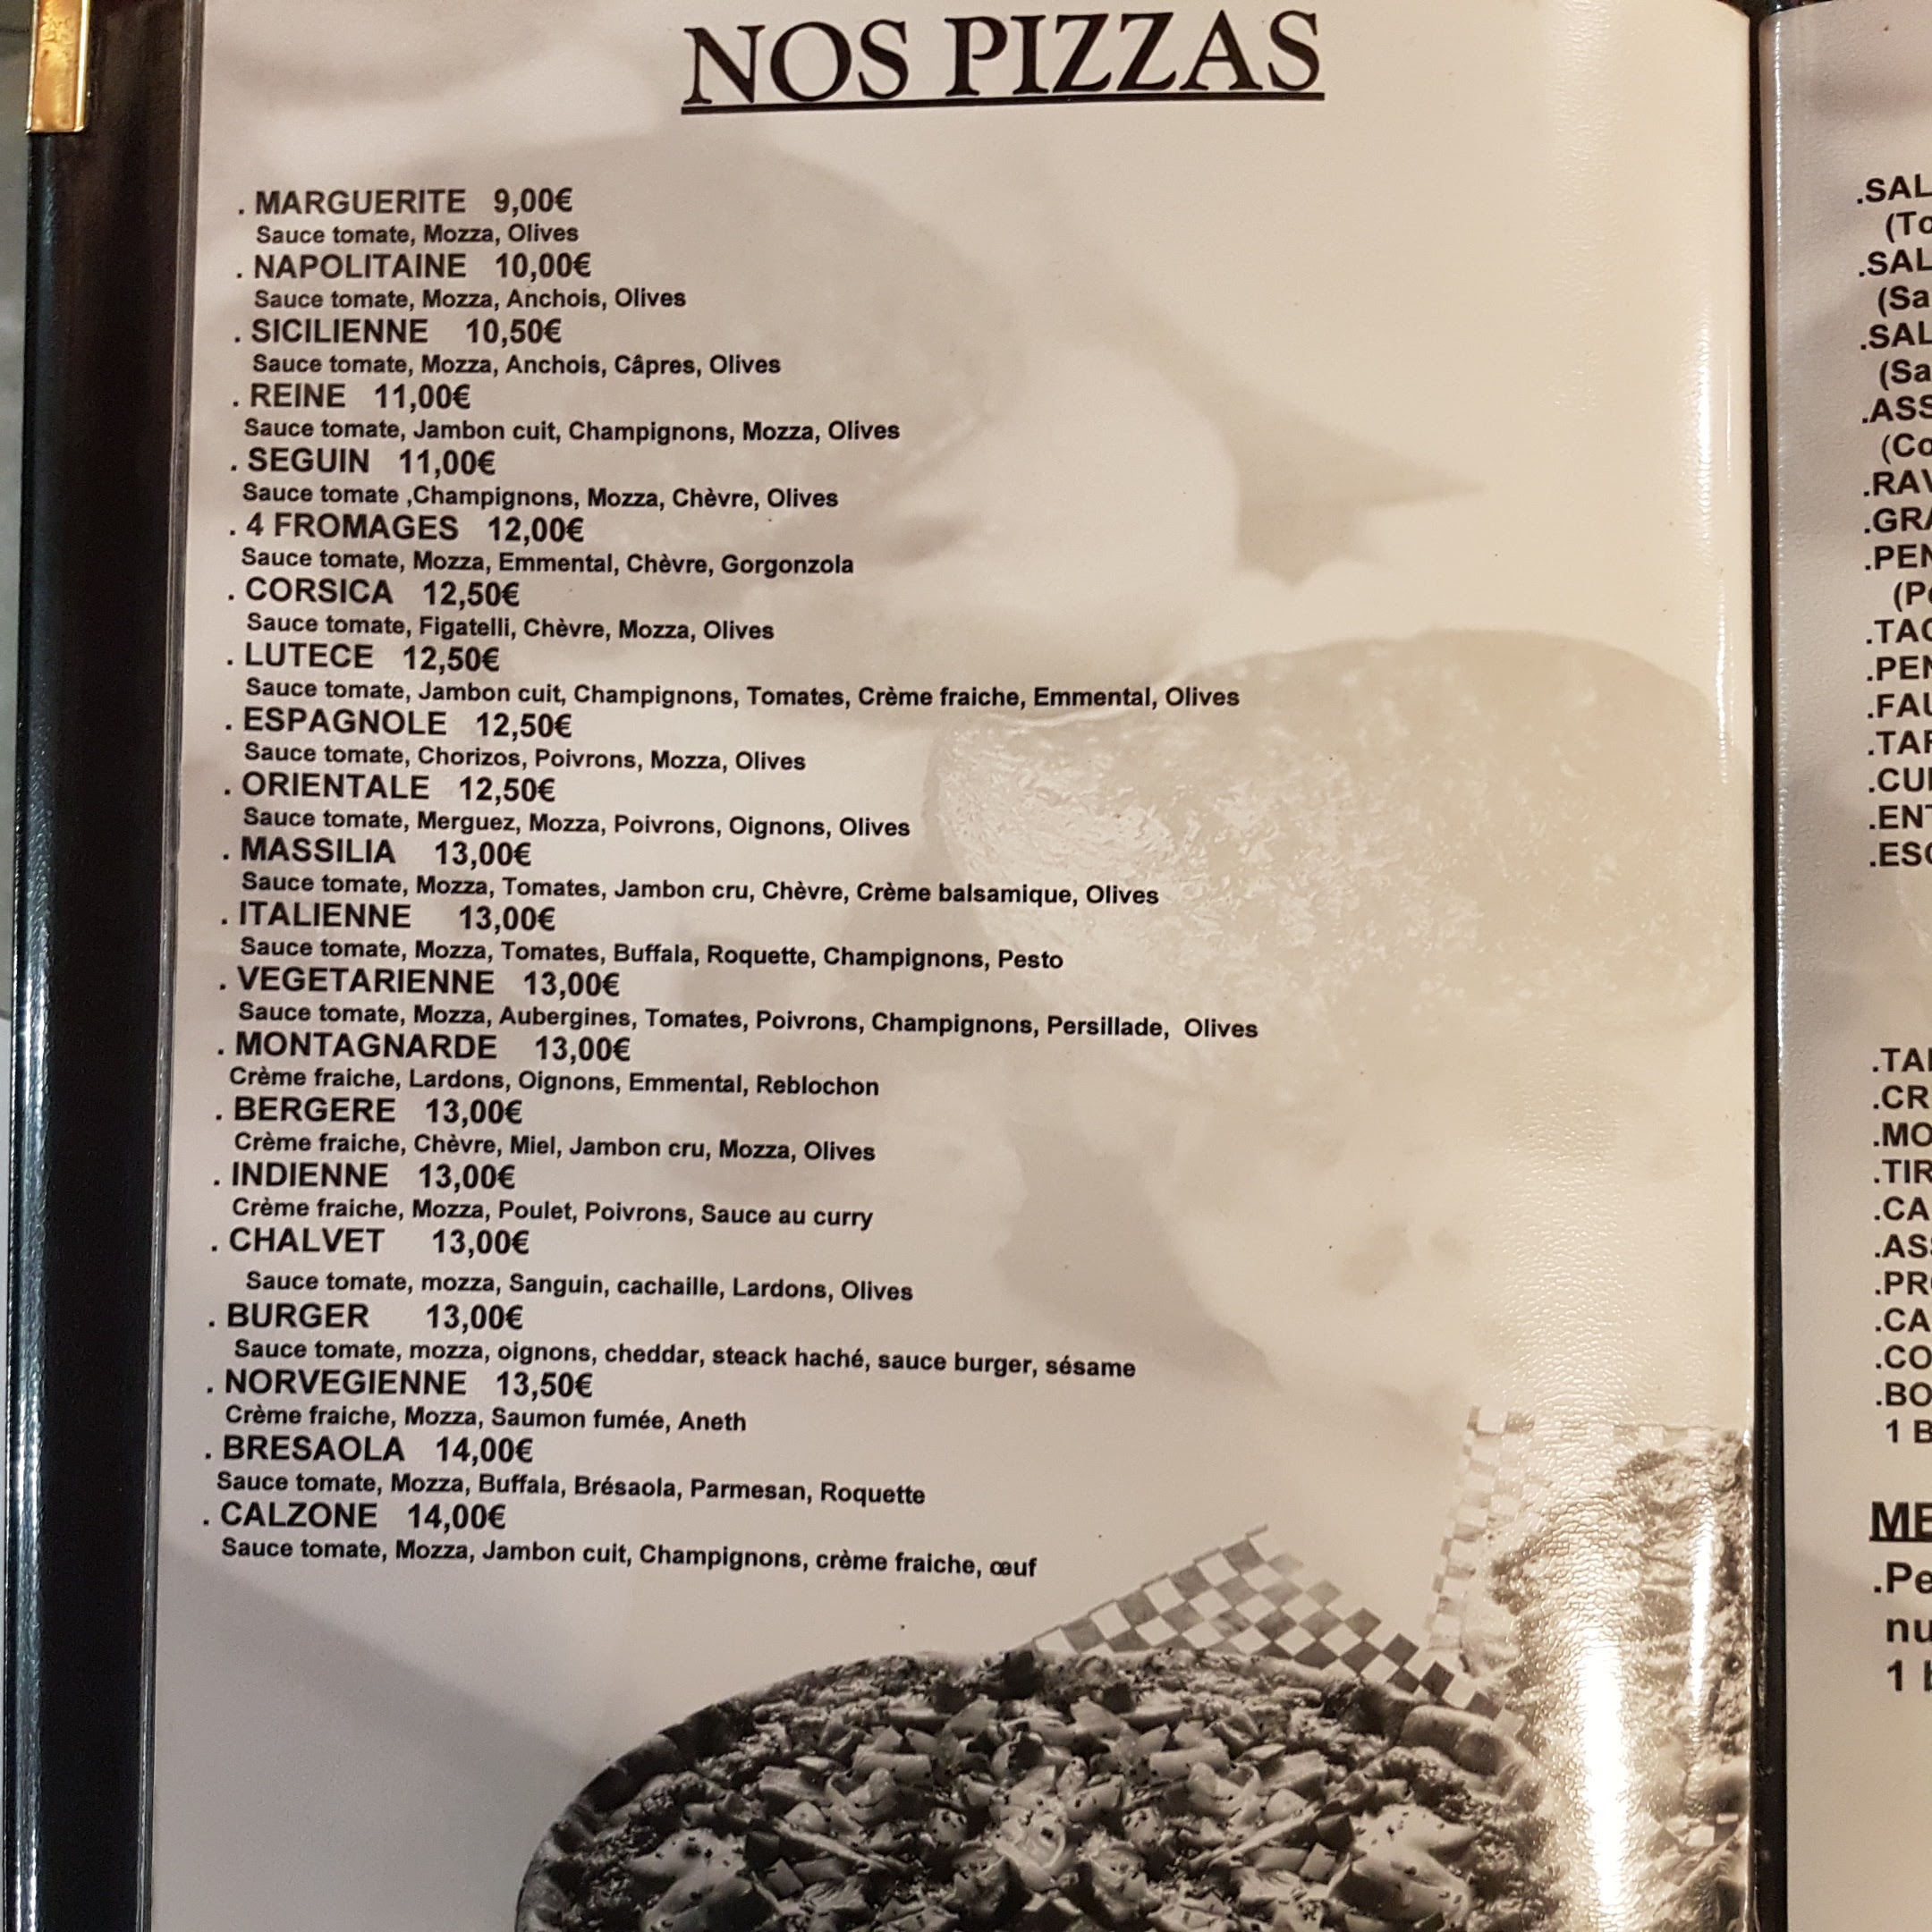 NOS PIZZAS
. MARGUERITE 9,00€
Sauce tomate, Mozza, Olives
. NAPOLITAINE 10,00€
Sauce tomate, Mozza, Anchois, Olives
. SICILIENNE 10,50€
Sauce tomate, Mozza, Anchois, Câpres, Olives
. REINE 11,00€
Sauce tomate, Jambon cuit, Champignons, Mozza, Olives
. SEGUIN 11,00€
Sauce tomate ,Champignons, Mozza, Chèvre, Olives
. 4 FROMAGES 12,00€
Sauce tomate, Mozza, Emmental, Chèvre, Gorgonzola
. CORSICA 12,50€
Sauce tomate, Figatelli, Chèvre, Mozza, Olives
. LUTECE 12,50€
Sauce tomate, Jambon cuit, Champignons, Tomates, Crème fraiche, Emmental, Olives
. ESPAGNOLE 12,50€
Sauce tomate, Chorizos, Poivrons, Mozza, Olives
. ORIENTALE 12,50€
Sauce tomate, Merguez, Mozza, Poivrons, Oignons, Olives
. MASSILIA 13,00€
Sauce tomate, Mozza, Tomates, Jambon cru, Chèvre, Crème balsamique, Olives
. ITALIENNE 13,00€
Sauce tomate, Mozza, Tomates, Buffala, Roquette, Champignons, Pesto
. VEGETARIENNE 13,00€
Sauce tomate, Mozza, Aubergines, Tomates, Poivrons, Champignons, Persillade, Olives
. MONTAGNARDE 13,00€
Crème fraiche, Lardons, Oignons, Emmental, Reblochon
. BERGERE 13,00€
Crème fraiche, Chèvre, Miel, Jambon cru, Mozza, Olives
. INDIENNE 13,00€
Crème fraiche, Mozza, Poulet, Poivrons, Sauce au curry
. CHALVET 13,00€
Sauce tomate, mozza, Sanguin, cachaille, Lardons, Olives
. BURGER 13,00€
Sauce tomate, mozza, oignons, cheddar, steack haché, sauce burger, sésame
. NORVEGIENNE 13,50€
Crème fraiche, Mozza, Saumon fumée, Aneth
. BRESAOLA 14,00€
Sauce tomate, Mozza, Buffala, Brésaola, Parmesan, Roquette
. CALZONE 14,00€
Sauce tomate, Mozza, Jambon cuit, Champignons, crème fraiche, œuf